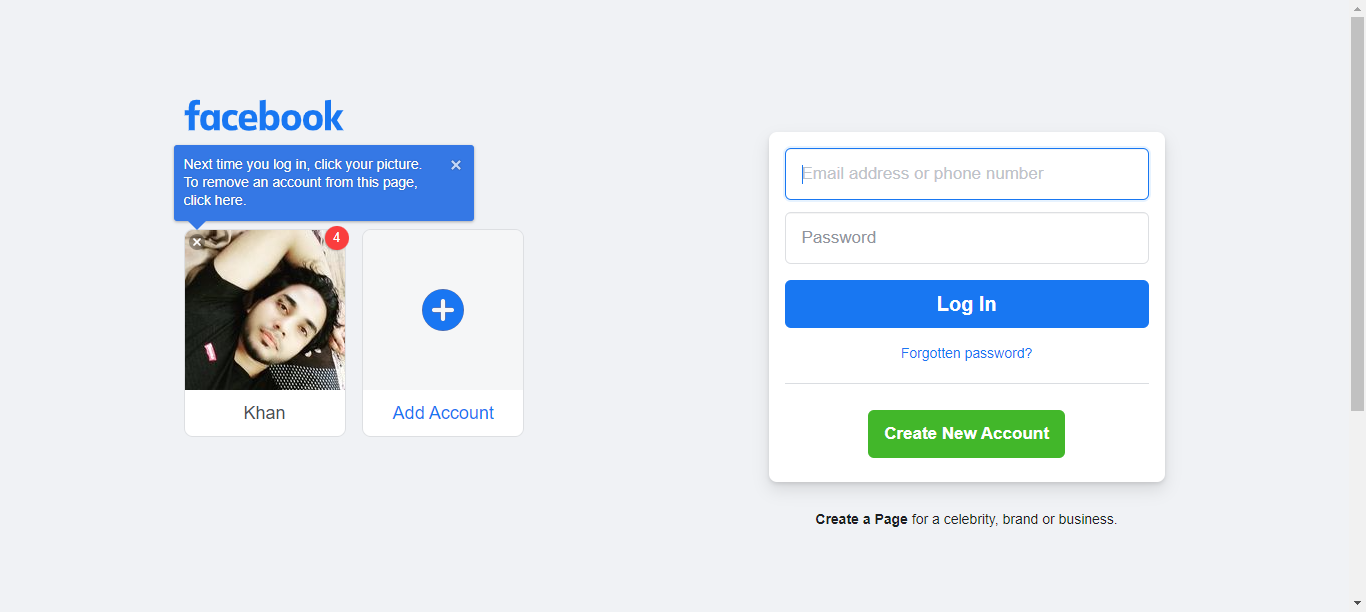 facebook
Next time you log in, click your picture.
To remove an account from this page,
click here.
4
Khan
Add Account
Email address or phone number
Password
Log In
Forgotten password?
Create New Account
Create a Page for a celebrity, brand or business.